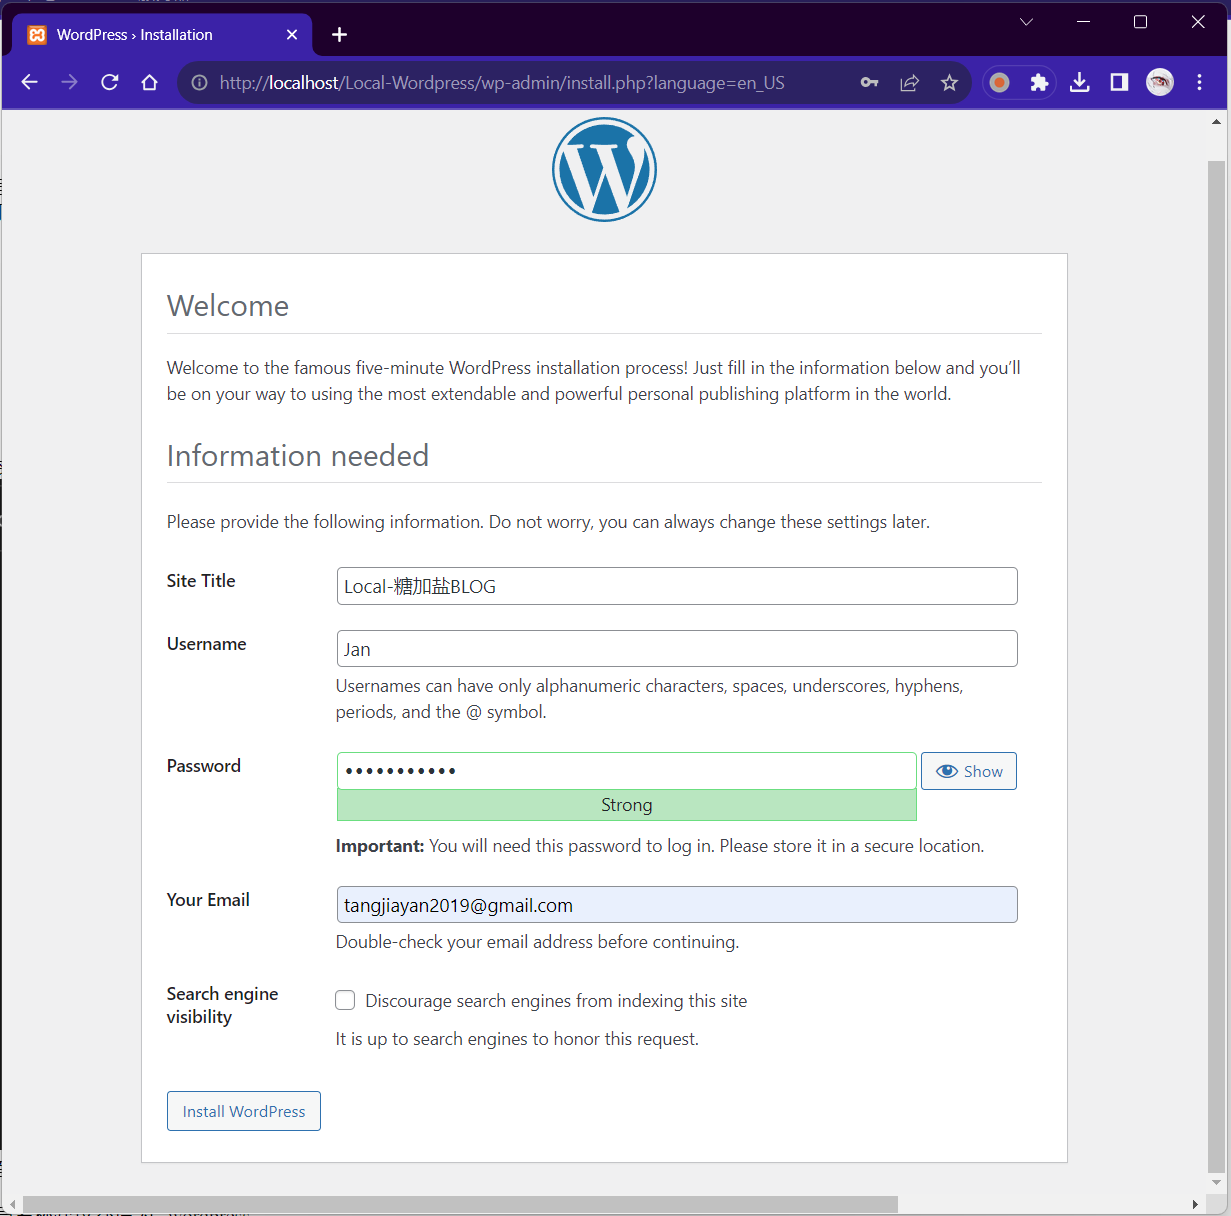 WordPress › Installation
http://localhost/Local-Wordpress/wp-admin/install.php?language=en_US
Welcome
Welcome to the famous five-minute WordPress installation process! Just fill in the information below and you’ll
be on your way to using the most extendable and powerful personal publishing platform in the world.
Information needed
Please provide the following information. Do not worry, you can always change these settings later.
Site Title
Local-糖加盐BLOG
Username
Jan
Usernames can have only alphanumeric characters, spaces, underscores, hyphens,
periods, and the @ symbol.
Password
•••••••••••
Show
Strong
Important: You will need this password to log in. Please store it in a secure location.
Your Email
tangjiayan2019@gmail.com
Double-check your email address before continuing.
Search engine
visibility
Discourage search engines from indexing this site
It is up to search engines to honor this request.
Install WordPress